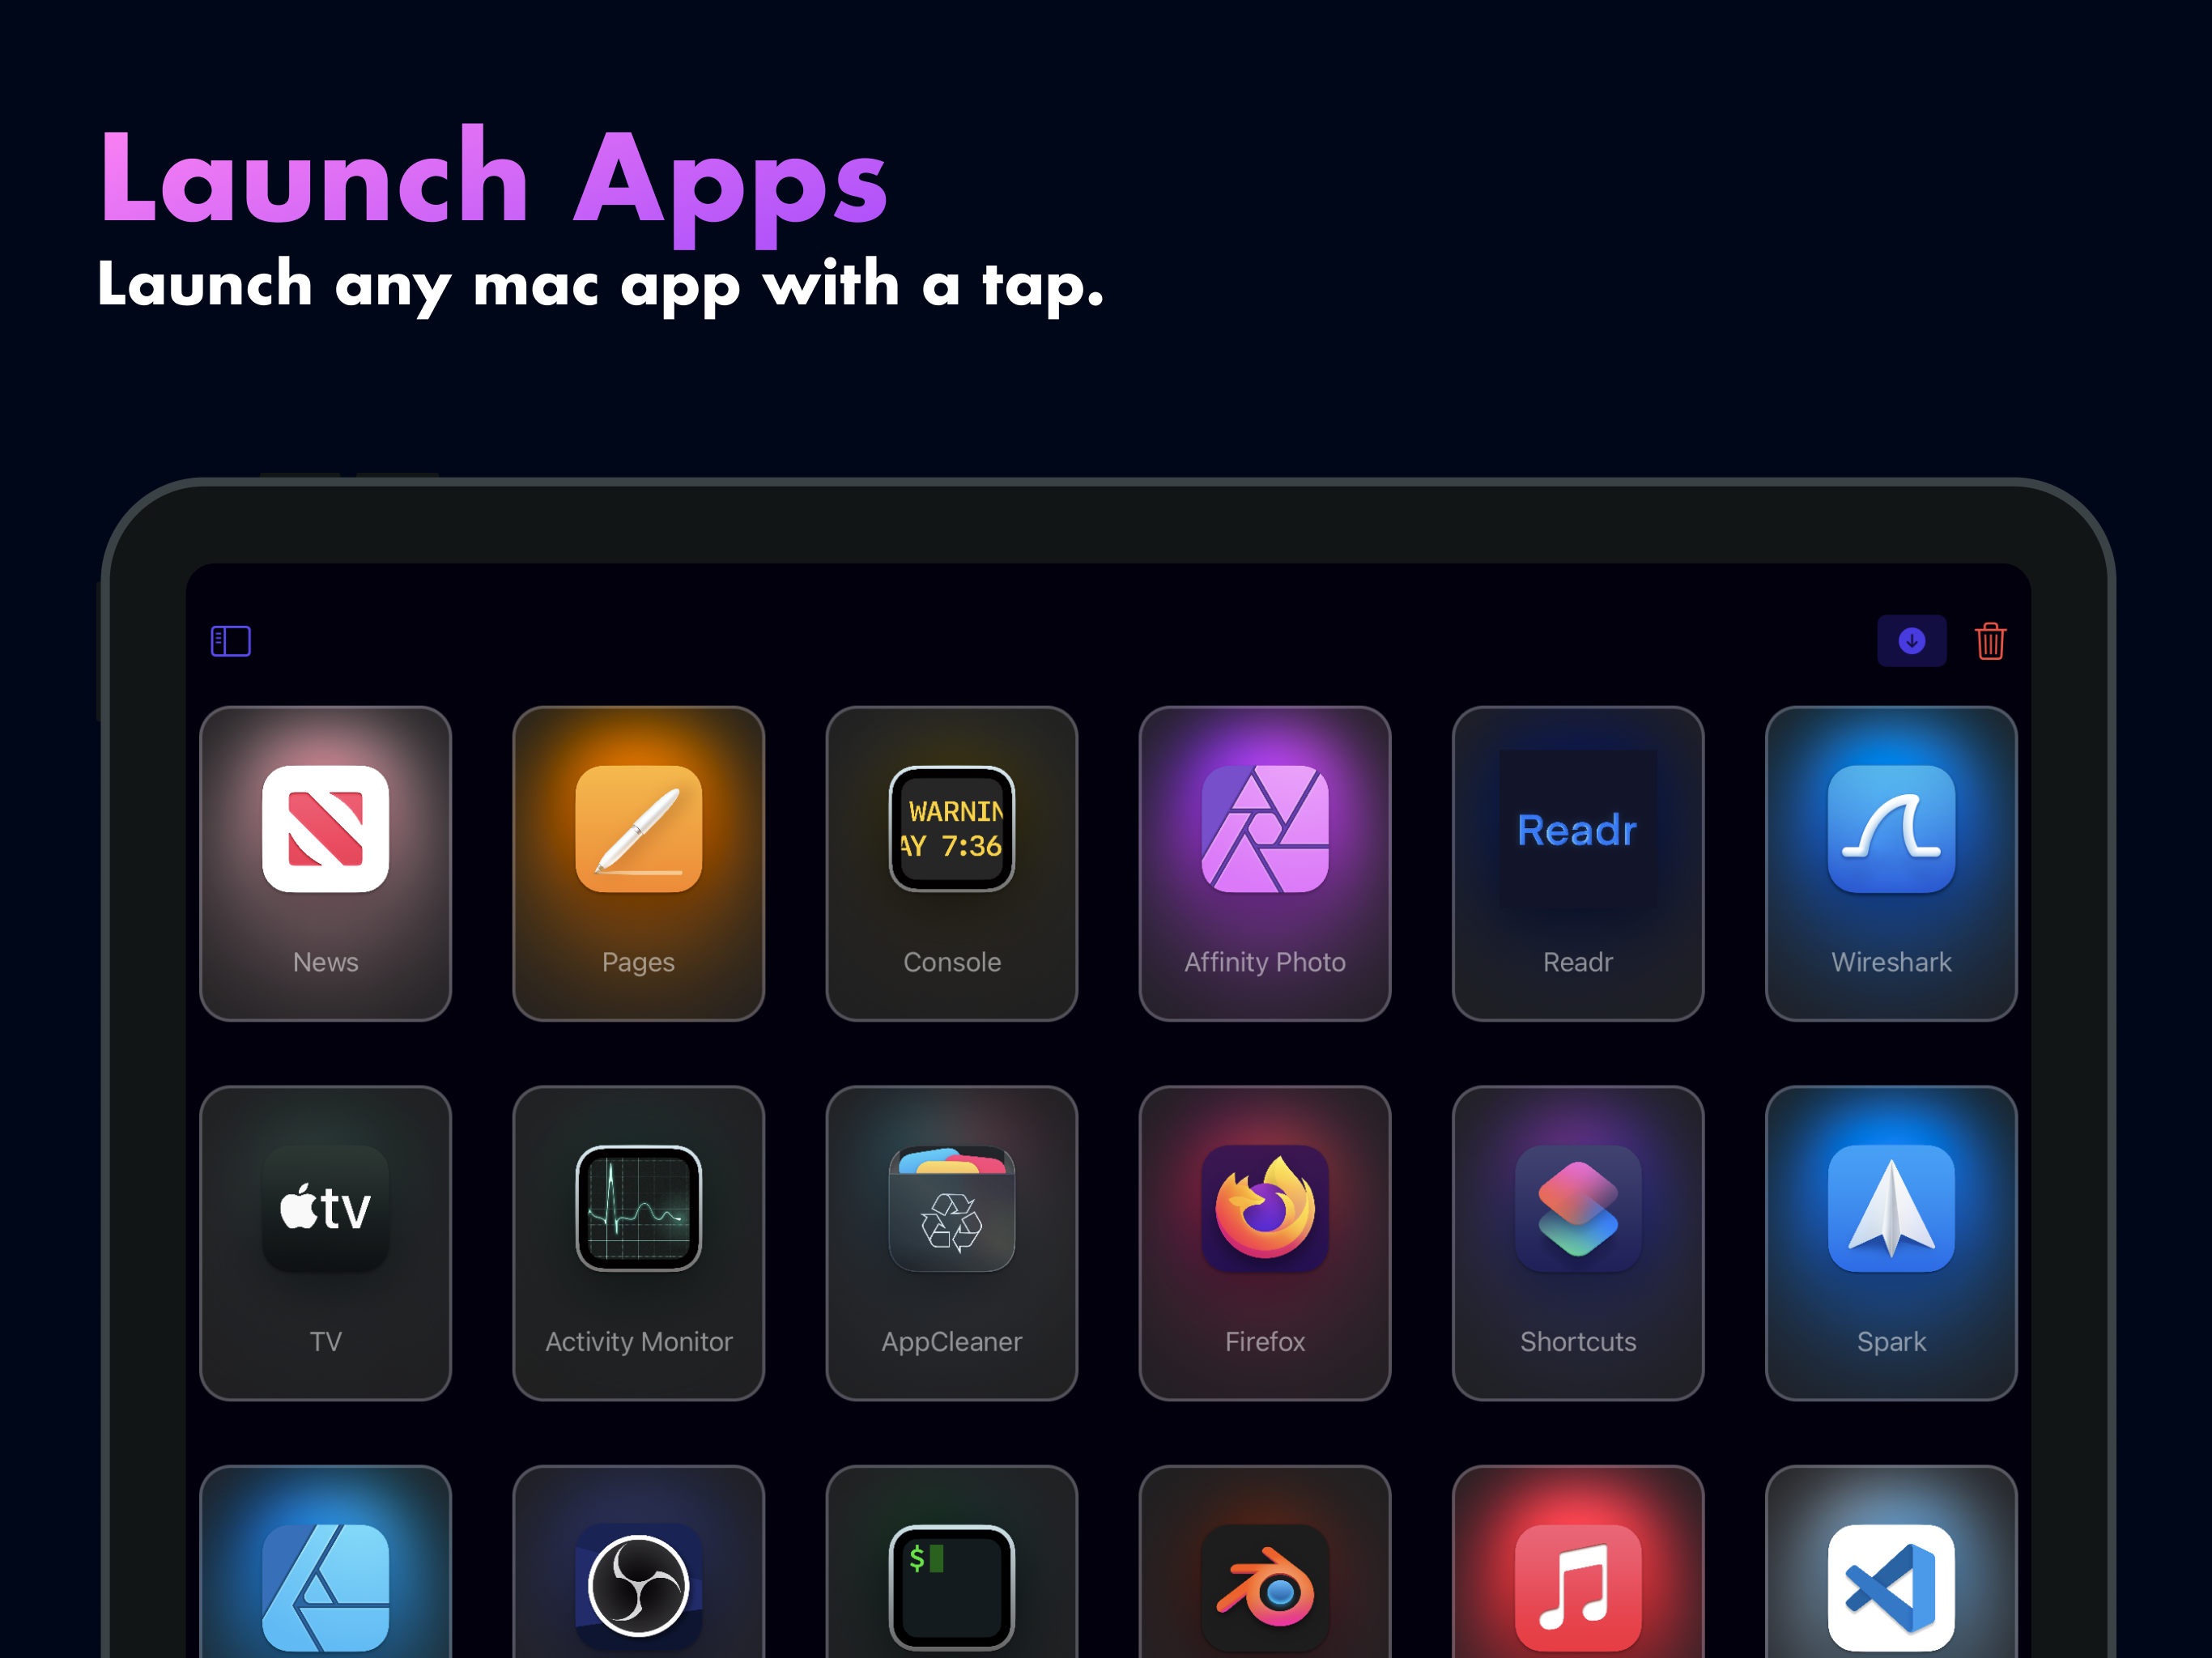 Launch Apps
Launch any mac app with a tap.
WARNIN
AY 7:36
Readr
News
Pages
Console
Affinity Photo
Readr
Wireshark
tv
TV
Activity Monitor
AppCleaner
Firefox
Shortcuts
Spark
$